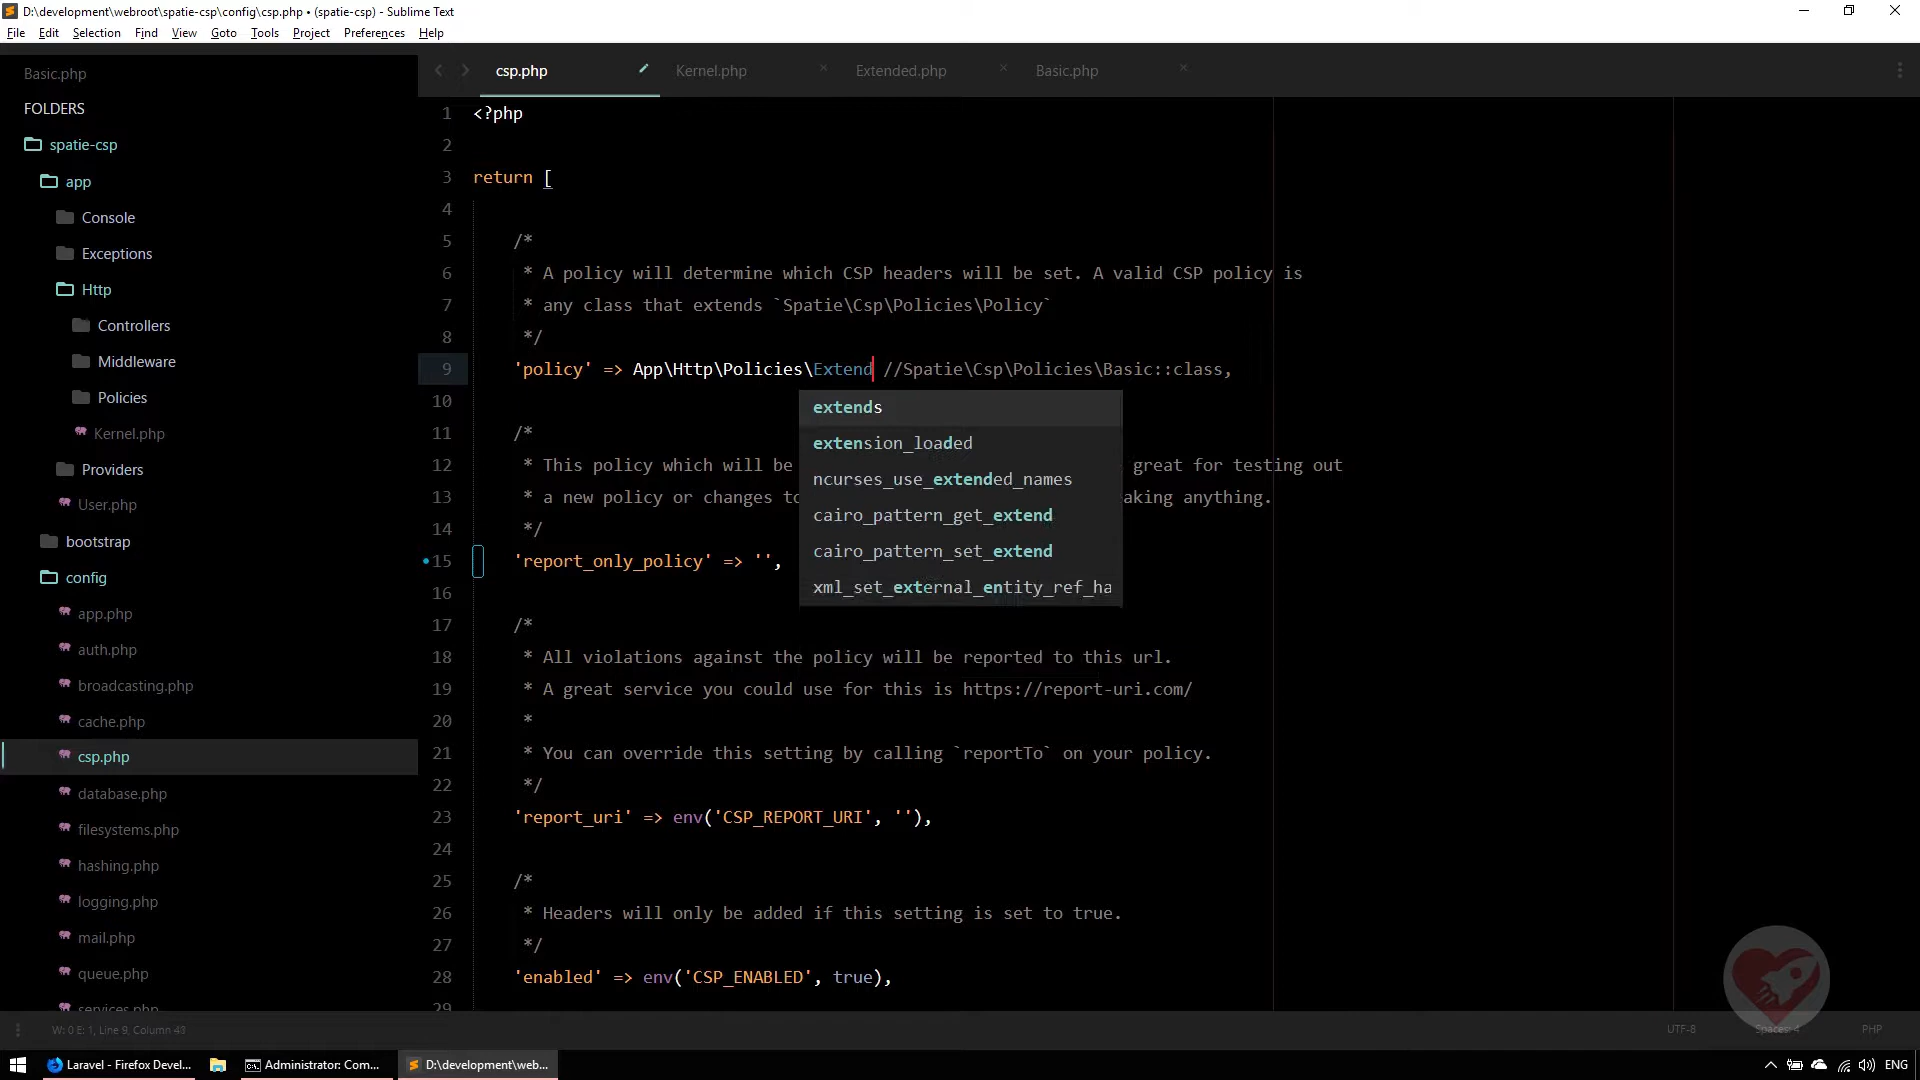 D:\development\webroot\spatie-csp\config\csp.php • (spatie-csp) - Sublime Text
File Edit Selection Find View Goto Tools Project Preferences Help
Basic.php
FOLDERS
spatie-csp
app
Console
Exceptions
Http
Controllers
Middleware
Policies
Kernel.php
Providers
User.php
bootstrap
config
app.php
auth.php
broadcasting.php
cache.php
csp.php
database.php
filesystems.php
hashing.php
logging.php
mail.php
queue.php
services.php
csp.php Kernel.php Extended.php Basic.php
1 <?php
2
3 return [
4
5 /*
6 * A policy will determine which CSP headers will be set. A valid CSP policy is
7 * any class that extends `Spatie\Csp\Policies\Policy`
8 */
9 'policy' => App\Http\Policies\Extend //Spatie\Csp\Policies\Basic::class,
10
11 /*
12 * This policy which will be great for testing out
13 * a new policy or changes to aking anything.
14 */
15 'report_only_policy' => '',
16
17 /*
18 * All violations against the policy will be reported to this url.
19 * A great service you could use for this is https://report-uri.com/
20 *
21 * You can override this setting by calling `reportTo` on your policy.
22 */
23 'report_uri' => env('CSP_REPORT_URI', ''),
24
25 /*
26 * Headers will only be added if this setting is set to true.
27 */
28 'enabled' => env('CSP_ENABLED', true),
29
extends
extension_loaded
ncurses_use_extended_names
cairo_pattern_get_extend
cairo_pattern_set_extend
xml_set_external_entity_ref_ha
W: 0 E: 1, Line 9, Column 43 UTF-8 Spaces: 4 PHP
Laravel - Firefox Devel... Administrator: Com... D:\development\web... ENG